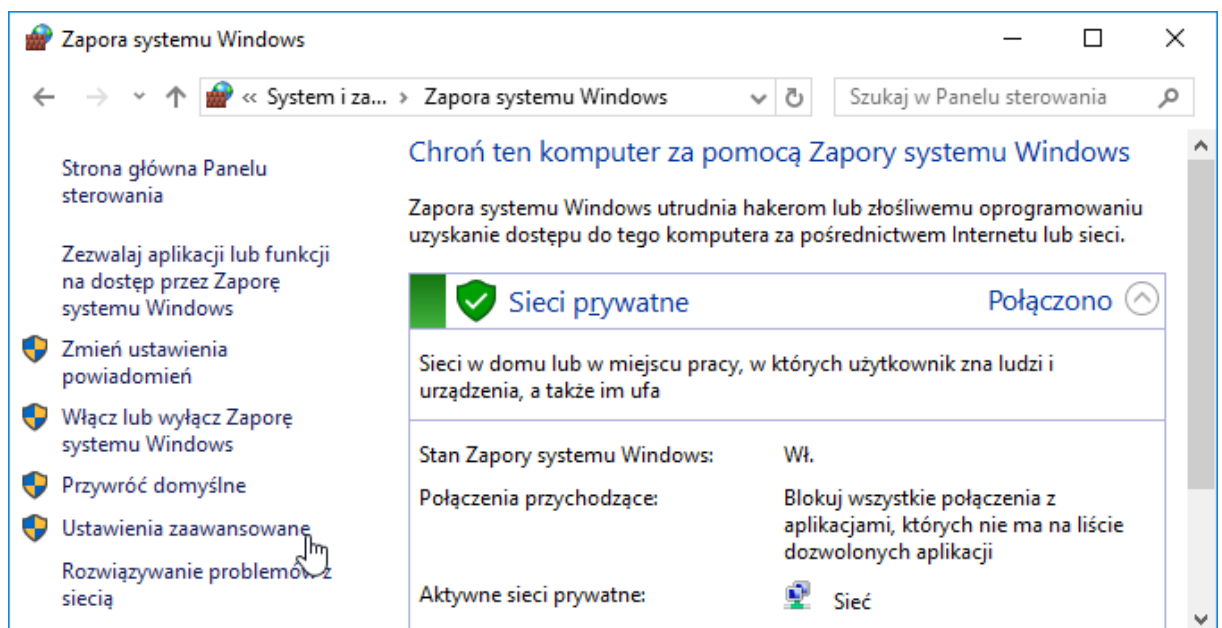 Zapora systemu Windows
« System i za... › Zapora systemu Windows
Szukaj w Panelu sterowania
Strona główna Panelu
sterowania
Zezwalaj aplikacji lub funkcji
na dostęp przez Zaporę
systemu Windows
Zmień ustawienia
powiadomień
Włącz lub wyłącz Zaporę
systemu Windows
Przywróć domyślne
Ustawienia zaawansowane
Rozwiązywanie problemów z
siecią
Chroń ten komputer za pomocą Zapory systemu Windows
Zapora systemu Windows utrudnia hakerom lub złośliwemu oprogramowaniu
uzyskanie dostępu do tego komputera za pośrednictwem Internetu lub sieci.
Sieci prywatne
Połączono
Sieci w domu lub w miejscu pracy, w których użytkownik zna ludzi i
urządzenia, a także im ufa
Stan Zapory systemu Windows:
Wł.
Połączenia przychodzące:
Blokuj wszystkie połączenia z
aplikacjami, których nie ma na liście
dozwolonych aplikacji
Aktywne sieci prywatne:
Sieć